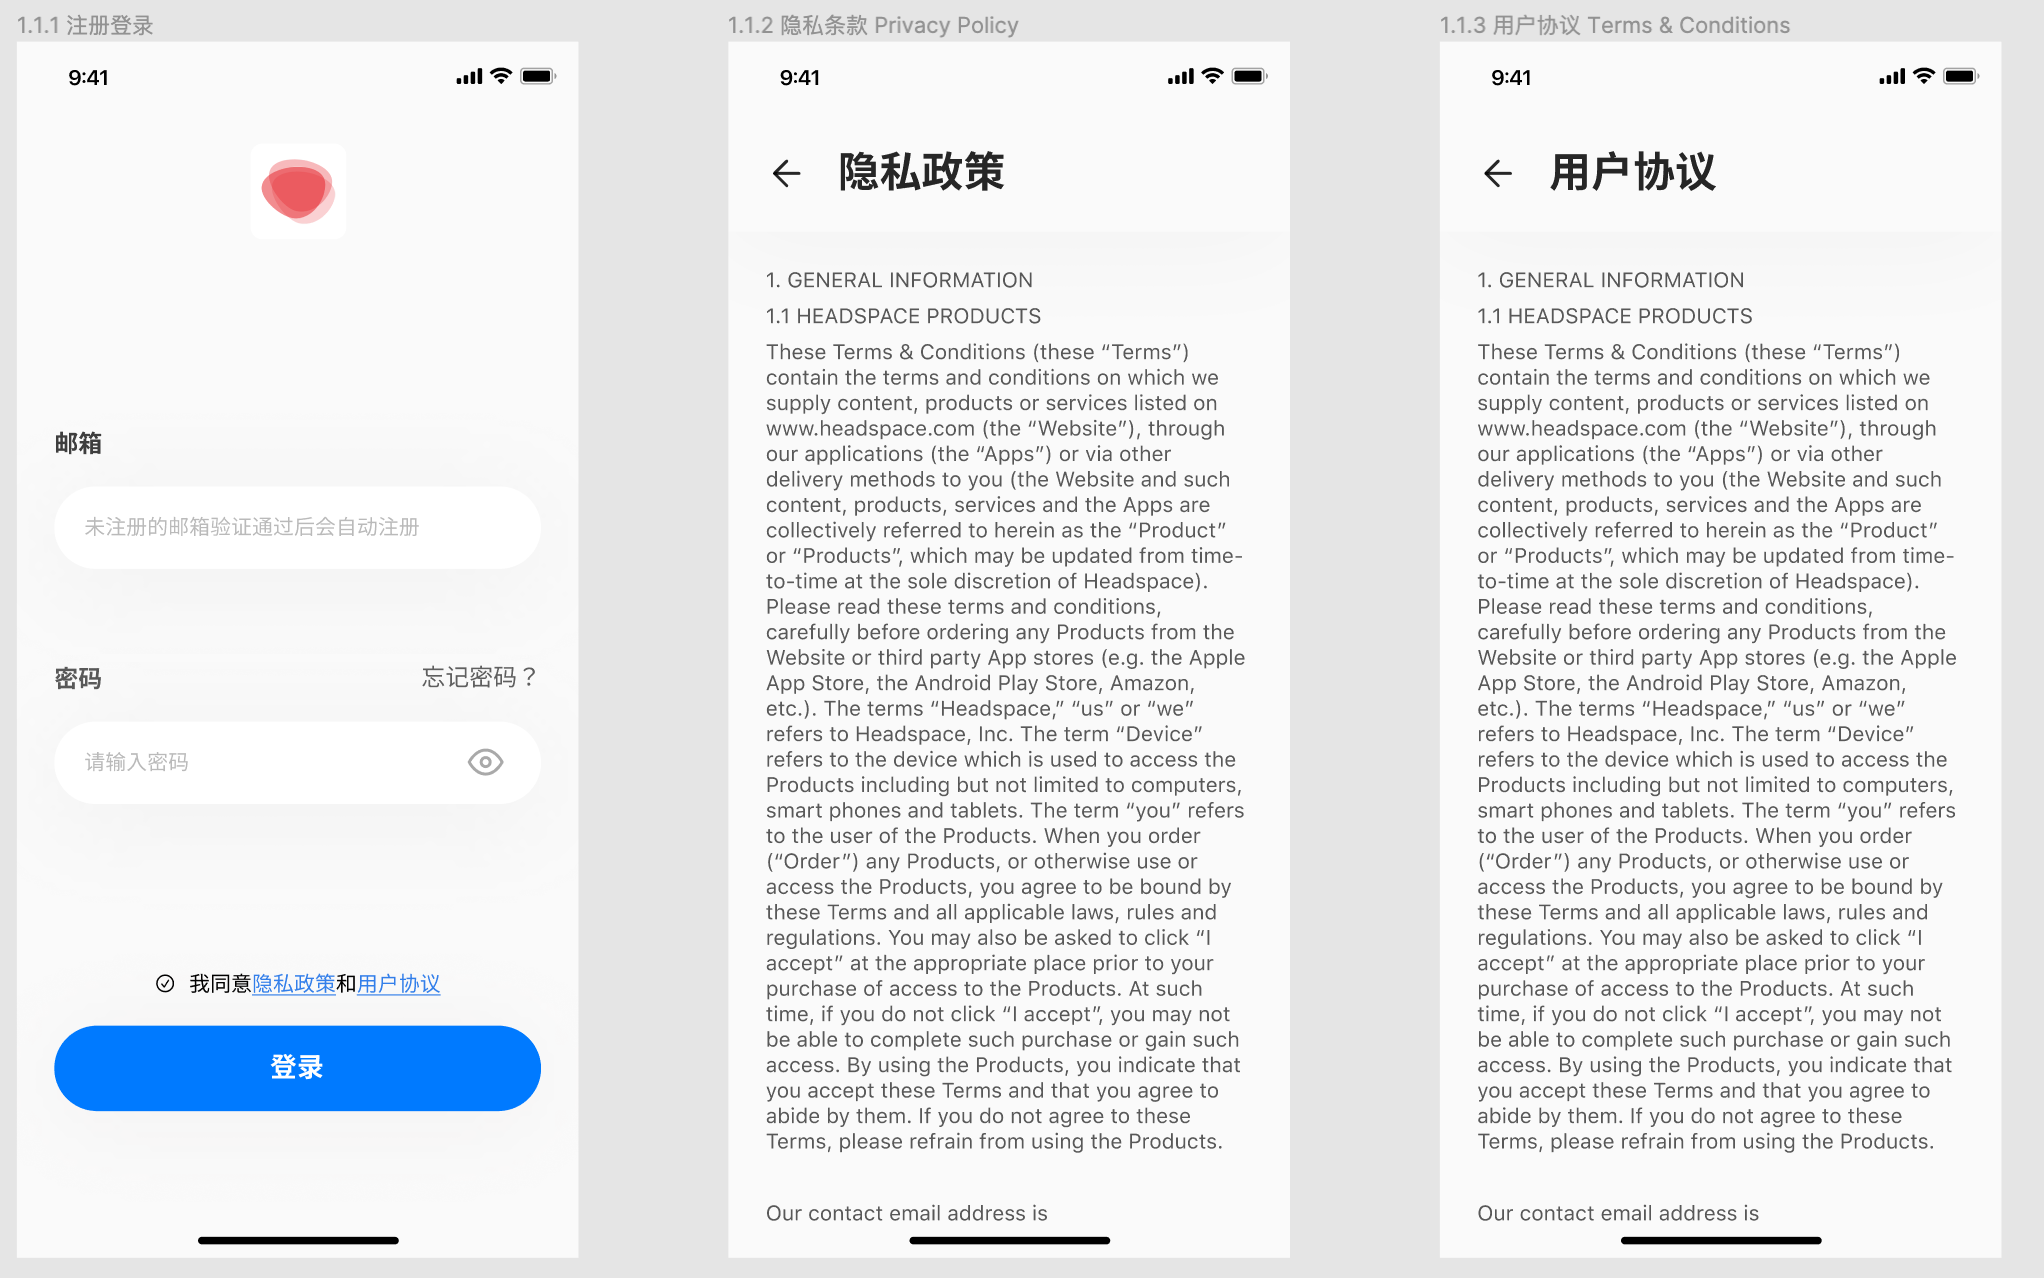 1.1.1 注册登录
9:41
邮箱
未注册的邮箱验证通过后会自动注册
密码
忘记密码？
请输入密码
我同意隐私政策和用户协议
登录
1.1.2 隐私条款 Privacy Policy
9:41
隐私政策
1. GENERAL INFORMATION
1.1 HEADSPACE PRODUCTS
These Terms & Conditions (these “Terms”)
contain the terms and conditions on which we
supply content, products or services listed on
www.headspace.com (the “Website”), through
our applications (the “Apps”) or via other
delivery methods to you (the Website and such
content, products, services and the Apps are
collectively referred to herein as the “Product”
or “Products”, which may be updated from time-
to-time at the sole discretion of Headspace).
Please read these terms and conditions,
carefully before ordering any Products from the
Website or third party App stores (e.g. the Apple
App Store, the Android Play Store, Amazon,
etc.). The terms “Headspace,” “us” or “we”
refers to Headspace, Inc. The term “Device”
refers to the device which is used to access the
Products including but not limited to computers,
smart phones and tablets. The term “you” refers
to the user of the Products. When you order
(“Order”) any Products, or otherwise use or
access the Products, you agree to be bound by
these Terms and all applicable laws, rules and
regulations. You may also be asked to click “I
accept” at the appropriate place prior to your
purchase of access to the Products. At such
time, if you do not click “I accept”, you may not
be able to complete such purchase or gain such
access. By using the Products, you indicate that
you accept these Terms and that you agree to
abide by them. If you do not agree to these
Terms, please refrain from using the Products.
Our contact email address is
1.1.3 用户协议 Terms & Conditions
9:41
用户协议
1. GENERAL INFORMATION
1.1 HEADSPACE PRODUCTS
These Terms & Conditions (these “Terms”)
contain the terms and conditions on which we
supply content, products or services listed on
www.headspace.com (the “Website”), through
our applications (the “Apps”) or via other
delivery methods to you (the Website and such
content, products, services and the Apps are
collectively referred to herein as the “Product”
or “Products”, which may be updated from time-
to-time at the sole discretion of Headspace).
Please read these terms and conditions,
carefully before ordering any Products from the
Website or third party App stores (e.g. the Apple
App Store, the Android Play Store, Amazon,
etc.). The terms “Headspace,” “us” or “we”
refers to Headspace, Inc. The term “Device”
refers to the device which is used to access the
Products including but not limited to computers,
smart phones and tablets. The term “you” refers
to the user of the Products. When you order
(“Order”) any Products, or otherwise use or
access the Products, you agree to be bound by
these Terms and all applicable laws, rules and
regulations. You may also be asked to click “I
accept” at the appropriate place prior to your
purchase of access to the Products. At such
time, if you do not click “I accept”, you may not
be able to complete such purchase or gain such
access. By using the Products, you indicate that
you accept these Terms and that you agree to
abide by them. If you do not agree to these
Terms, please refrain from using the Products.
Our contact email address is